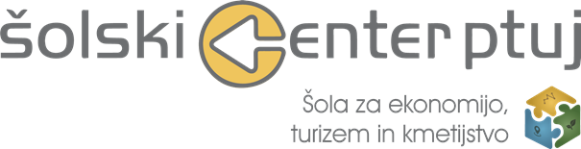 šolski center ptuj
Šola za ekonomijo,
turizem in kmetijstvo